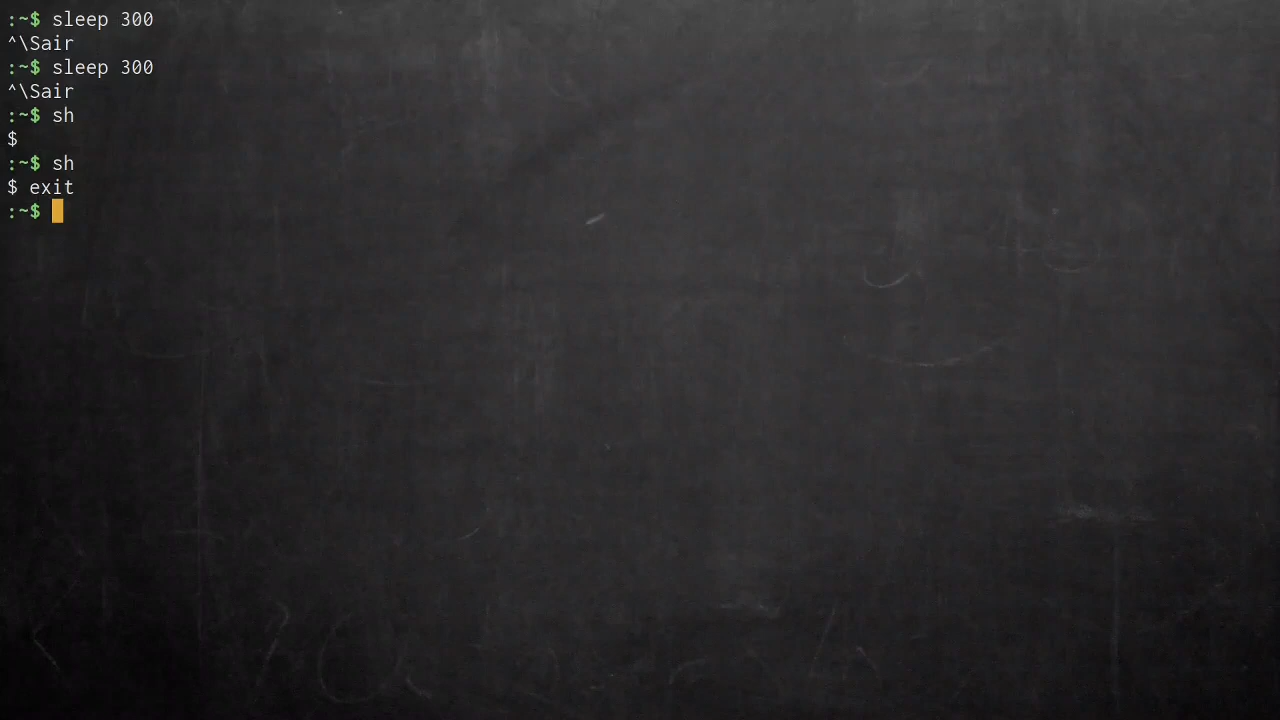 :~$ sleep 300
^\Sair
:~$ sleep 300
^\Sair
:~$ sh
$
:~$ sh
$ exit
:~$